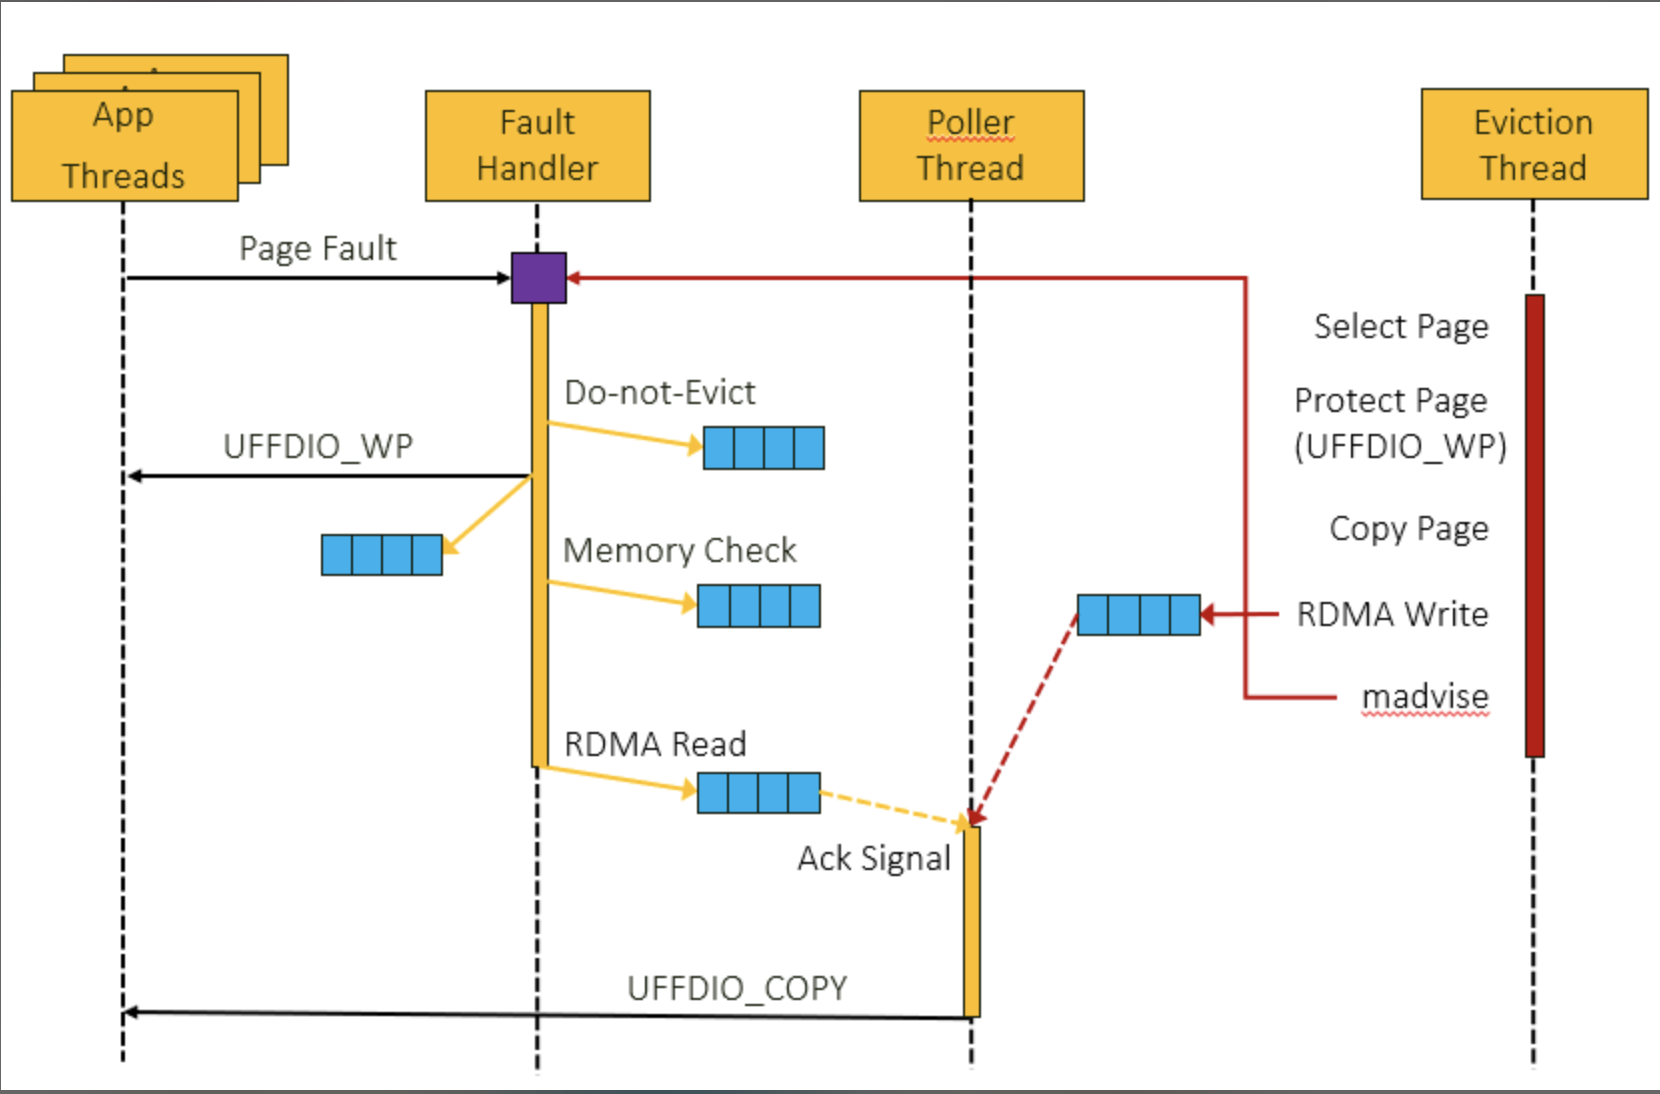 App
Threads
Fault
Handler
Poller
Thread
Eviction
Thread
Page Fault
Select Page
Do-not-Evict
Protect Page
(UFFDIO_WP)
UFFDIO_WP
Copy Page
Memory Check
RDMA Write
madvise
RDMA Read
Ack Signal
UFFDIO_COPY